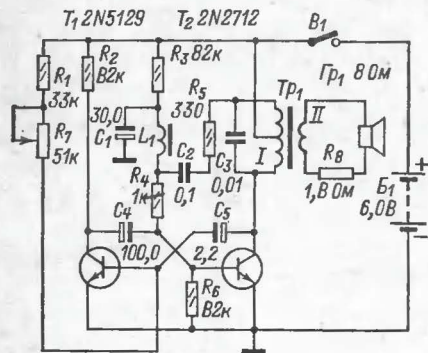 T₁ 2N5129 T₂ 2N2712
В₁
R₁
33к
R₂
82к
R₃ 82к
R₅
330
Тр₁
Гр₁ 8 Ом
R₇
51к
30,0
C₁
L₁
C₂
0,1
C₃
0,01
I
II
R₈
1,8 Ом
Б₁
6,0В
R₄
1к
C₄
100,0
C₅
2,2
R₆
82к